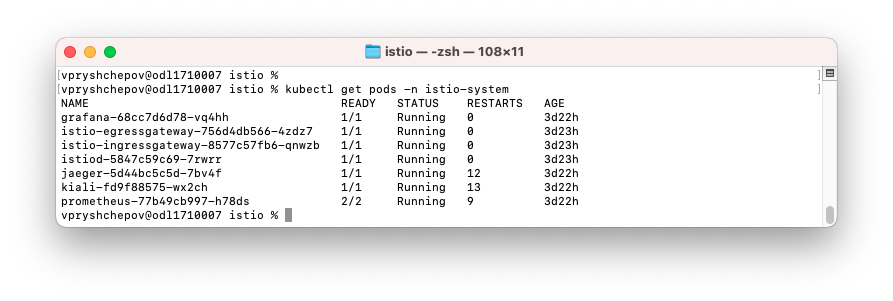 istio — -zsh — 108×11
[vpryshchepov@odl1710007 istio %                                                                            ]
[vpryshchepov@odl1710007 istio % kubectl get pods -n istio-system                                           ]
NAME                                    READY   STATUS    RESTARTS   AGE
grafana-68cc7d6d78-vq4hh                1/1     Running   0          3d22h
istio-egressgateway-756d4db566-4zdz7    1/1     Running   0          3d23h
istio-ingressgateway-8577c57fb6-qnwzb   1/1     Running   0          3d23h
istiod-5847c59c69-7rwrr                 1/1     Running   0          3d23h
jaeger-5d44bc5c5d-7bv4f                 1/1     Running   12         3d22h
kiali-fd9f88575-wx2ch                   1/1     Running   13         3d22h
prometheus-77b49cb997-h78ds             2/2     Running   9          3d22h
vpryshchepov@odl1710007 istio %